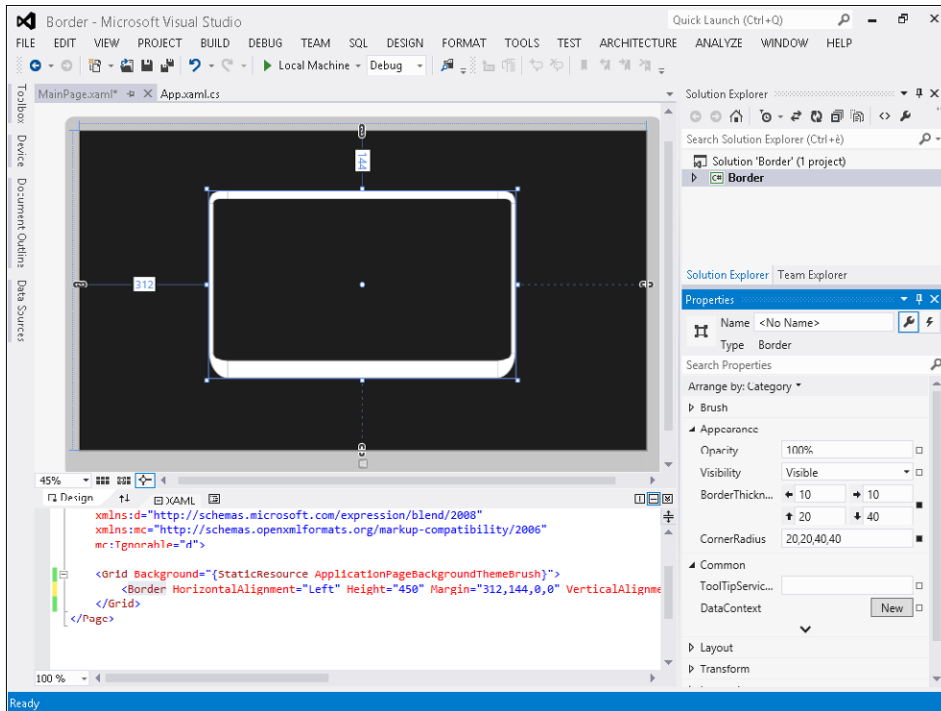 Border - Microsoft Visual Studio
Quick Launch (Ctrl+Q)
FILE EDIT VIEW PROJECT BUILD DEBUG TEAM SQL DESIGN FORMAT TOOLS TEST ARCHITECTURE ANALYZE WINDOW HELP
Local Machine Debug
Toolbox
Device
Document Outline
Data Sources
MainPage.xaml* App.xaml.cs
144
312
45%
Design XAML
xmlns:d="http://schemas.microsoft.com/expression/blend/2008"
xmlns:mc="http://schemas.openxmlformats.org/markup-compatibility/2006"
mc:Ignorable="d">
<Grid Background="{StaticResource ApplicationPageBackgroundThemeBrush}">
<Border HorizontalAlignment="Left" Height="450" Margin="312,144,0,0" VerticalAlignme
</Grid>
</Page>
100 %
Solution Explorer
Search Solution Explorer (Ctrl+è)
Solution 'Border' (1 project)
C# Border
Solution Explorer Team Explorer
Properties
Name <No Name>
Type Border
Search Properties
Arrange by: Category
Brush
Appearance
Opacity 100%
Visibility Visible
BorderThickn... 10 10
20 40
CornerRadius 20,20,40,40
Common
ToolTipServic...
DataContext New
Layout
Transform
Ready